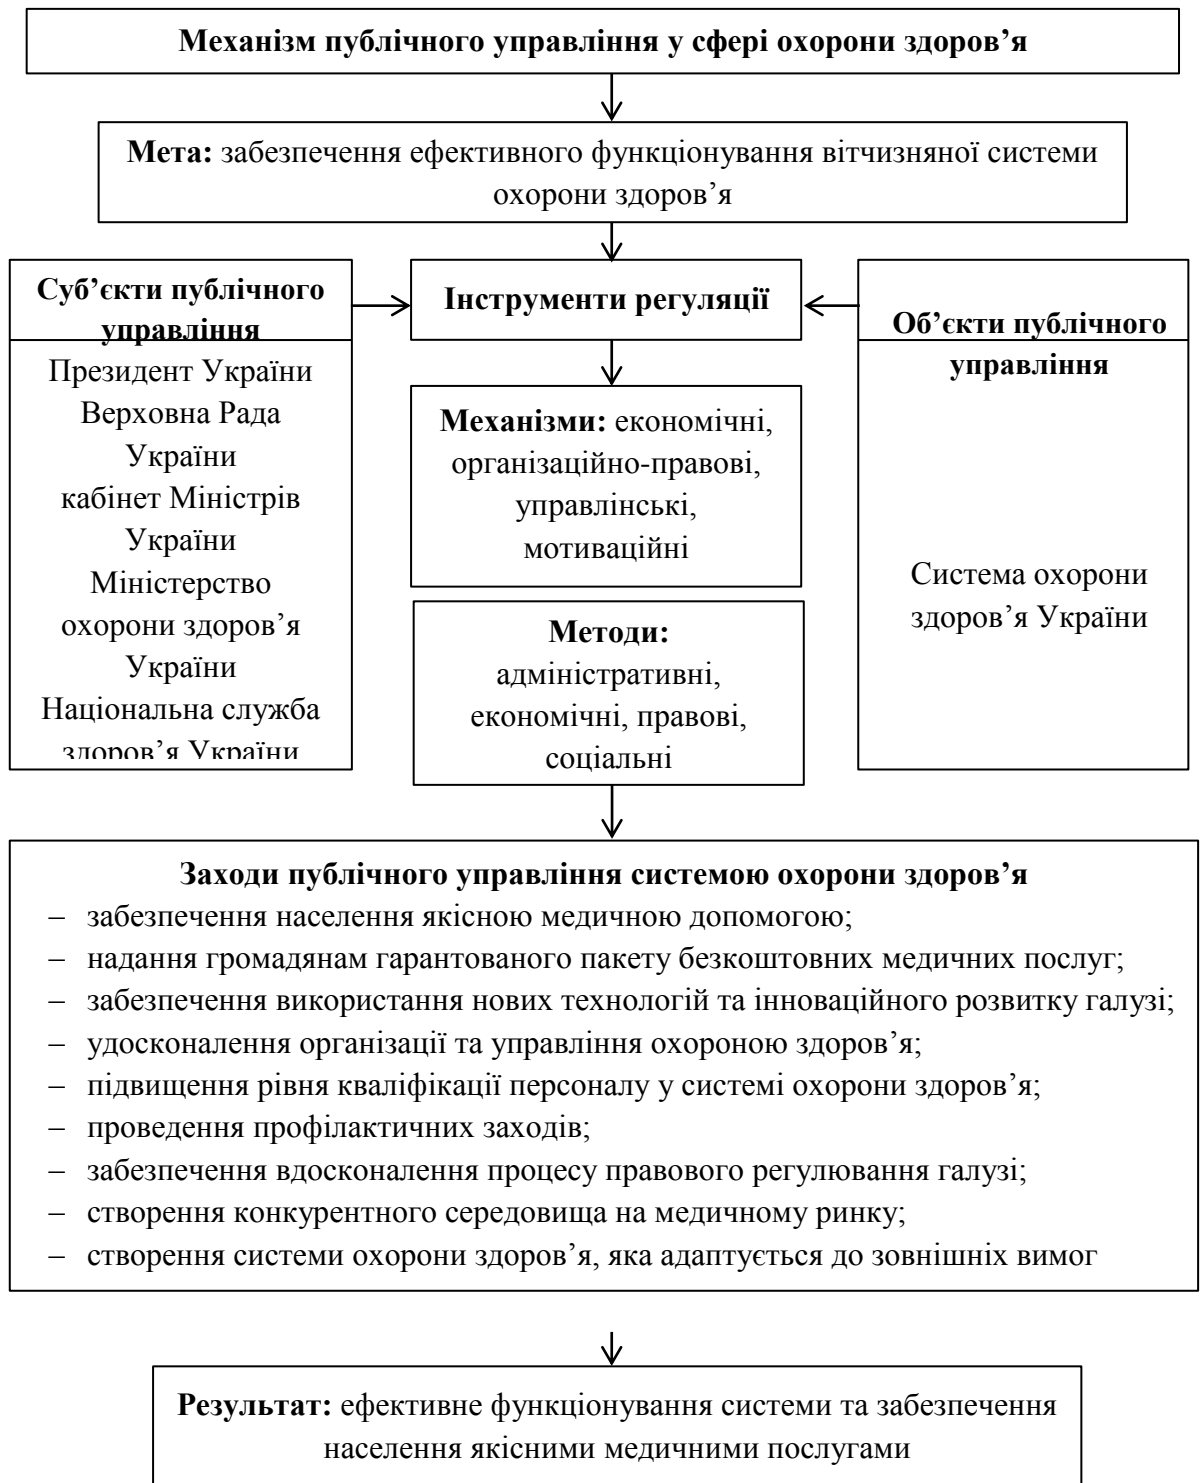 Механізм публічного управління у сфері охорони здоров’я
Мета: забезпечення ефективного функціонування вітчизняної системи
охорони здоров’я
Суб’єкти публічного
управління
Президент України
Верховна Рада
України
кабінет Міністрів
України
Міністерство
охорони здоров’я
України
Національна служба
здоров’я України
Інструменти регуляції
Механізми: економічні,
організаційно-правові,
управлінські,
мотиваційні
Методи:
адміністративні,
економічні, правові,
соціальні
Об’єкти публічного
управління
Система охорони
здоров’я України
Заходи публічного управління системою охорони здоров’я
– забезпечення населення якісною медичною допомогою;
– надання громадянам гарантованого пакету безкоштовних медичних послуг;
– забезпечення використання нових технологій та інноваційного розвитку галузі;
– удосконалення організації та управління охороною здоров’я;
– підвищення рівня кваліфікації персоналу у системі охорони здоров’я;
– проведення профілактичних заходів;
– забезпечення вдосконалення процесу правового регулювання галузі;
– створення конкурентного середовища на медичному ринку;
– створення системи охорони здоров’я, яка адаптується до зовнішніх вимог
Результат: ефективне функціонування системи та забезпечення
населення якісними медичними послугами